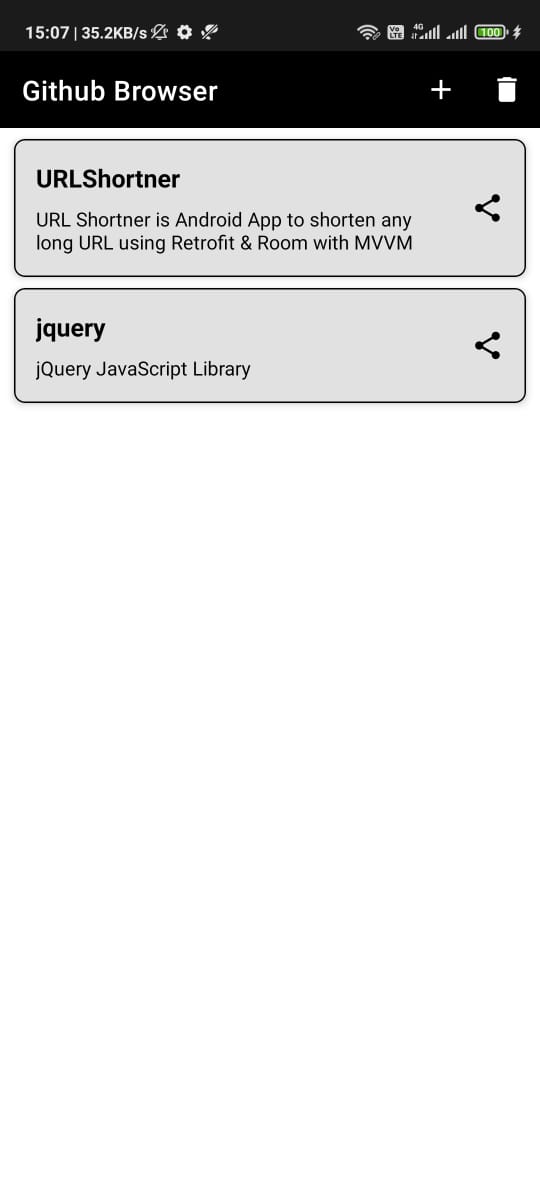 15:07 | 35.2KB/s
Vo LTE
4G
100
Github Browser
URLShortner
URL Shortner is Android App to shorten any
long URL using Retrofit & Room with MVVM
jquery
jQuery JavaScript Library